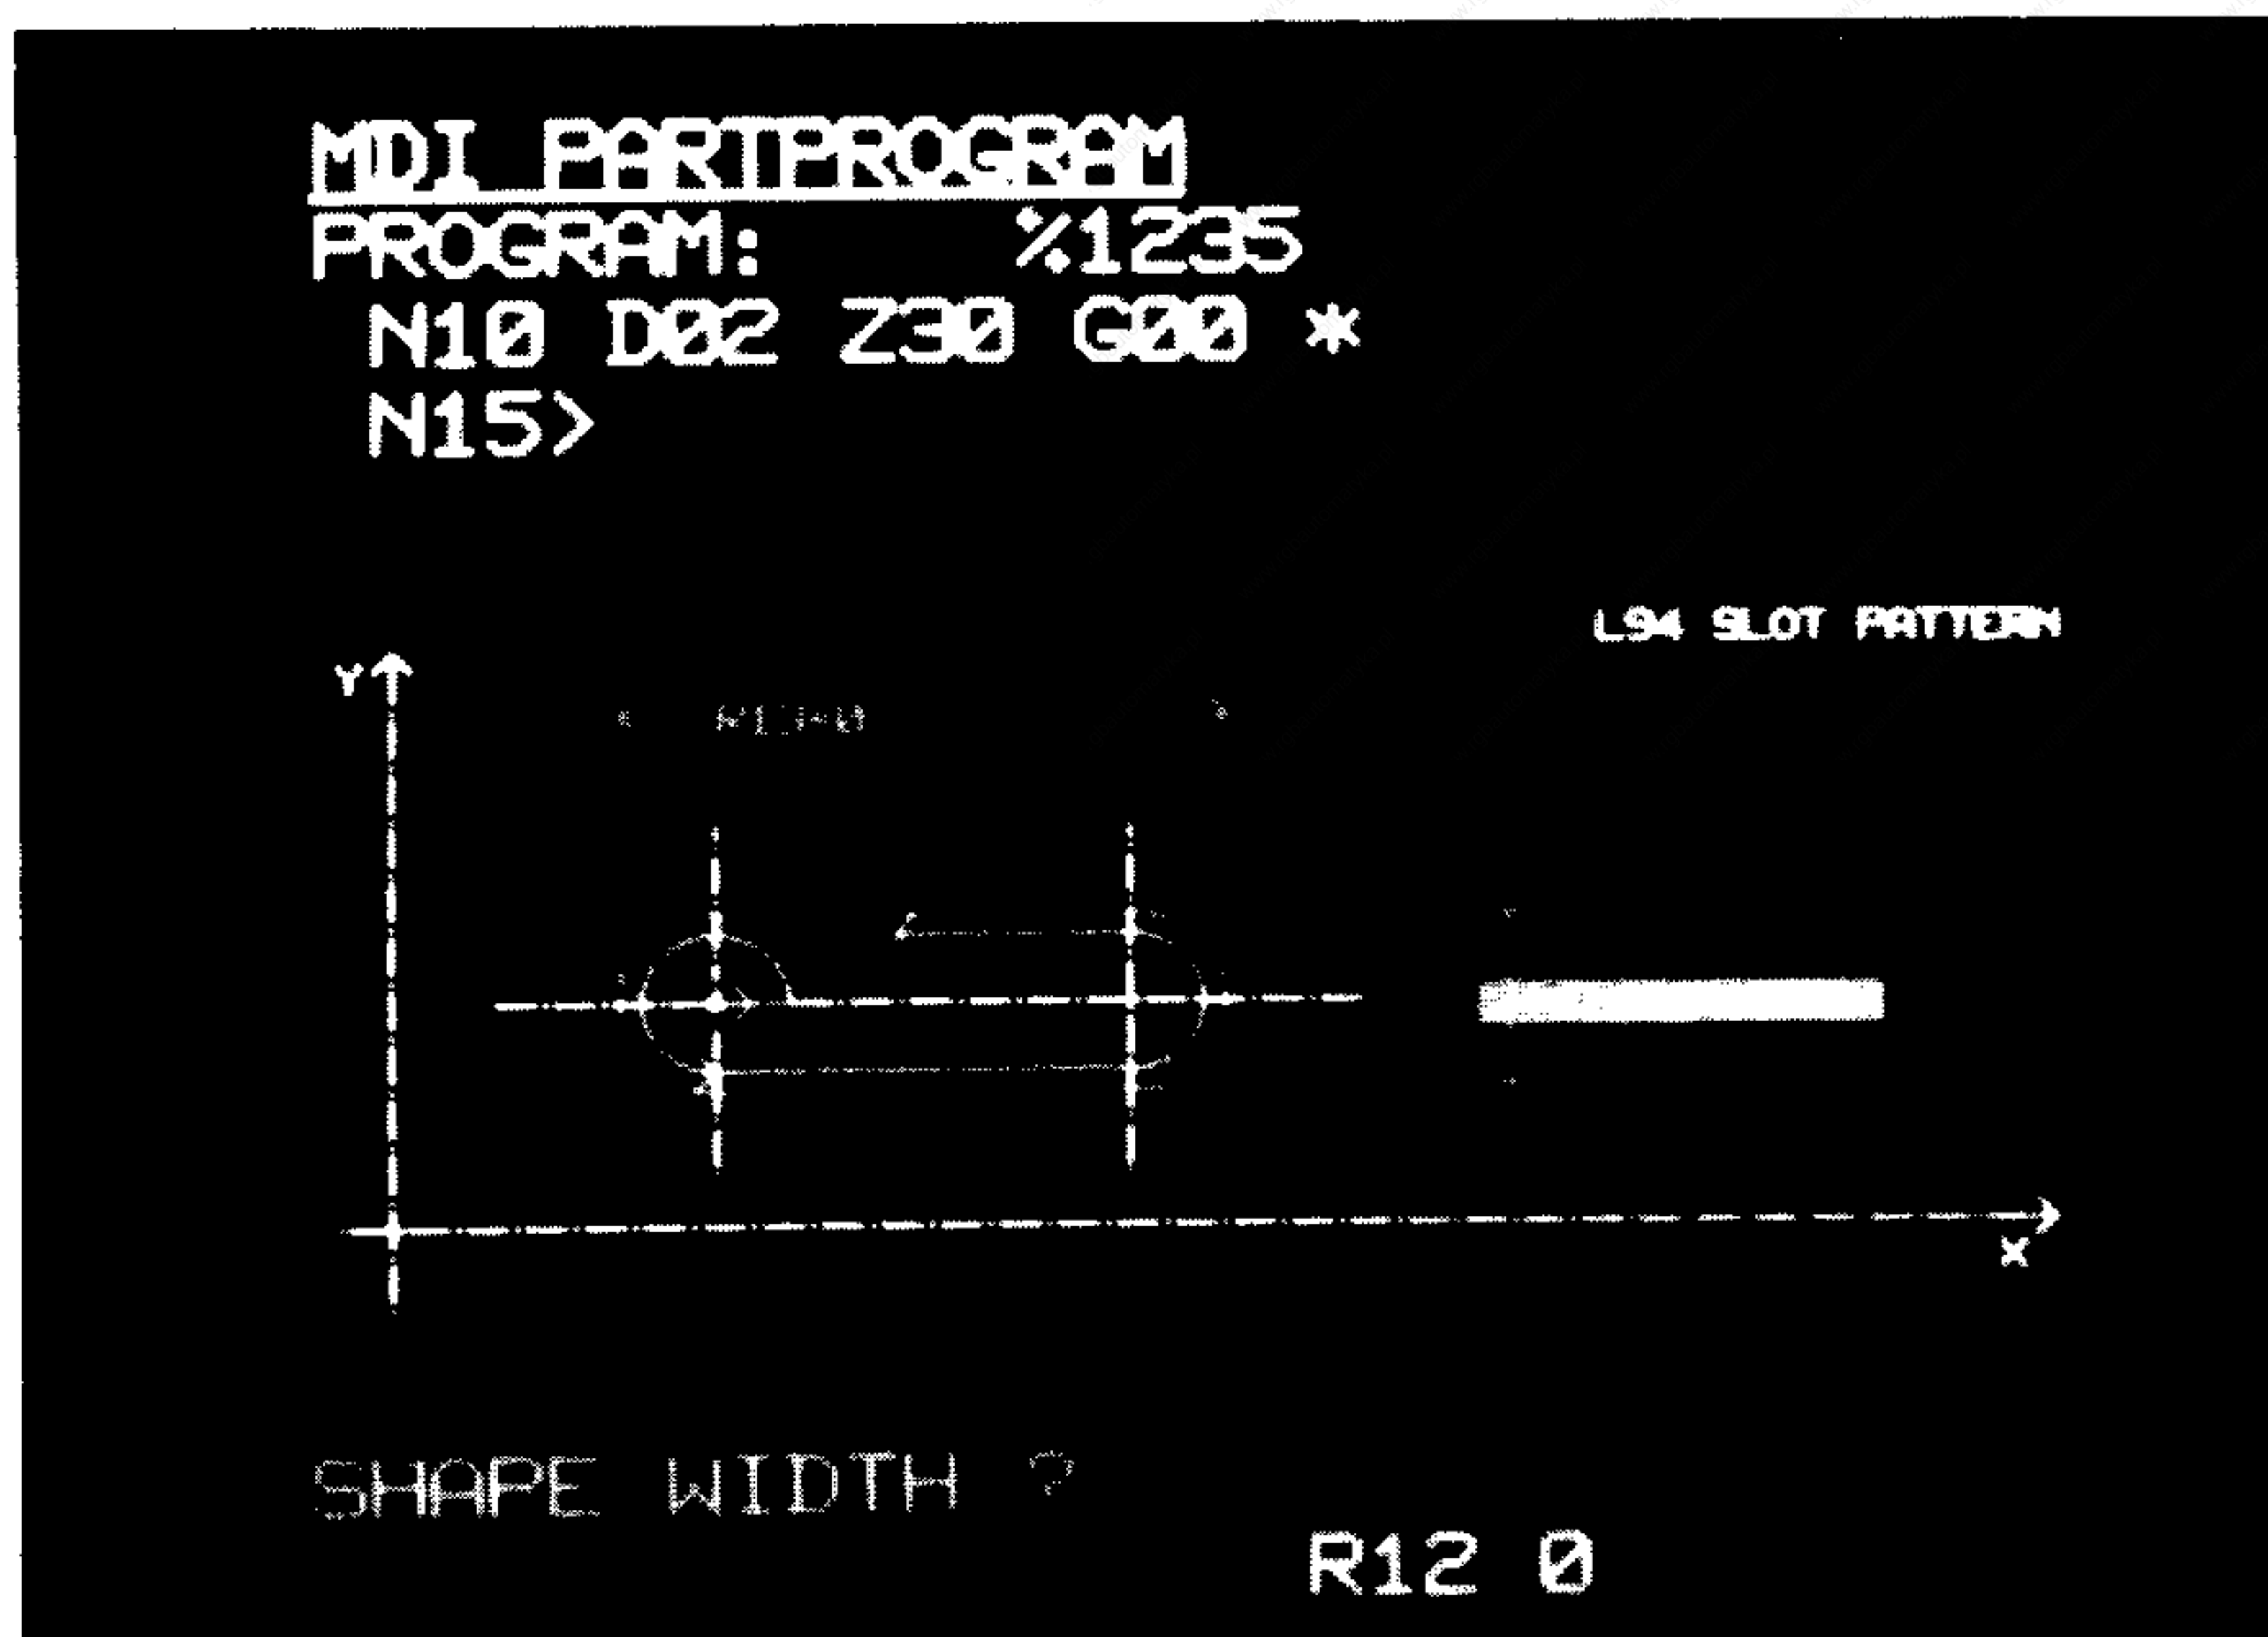 MDI PARTPROGRAM
PROGRAM: %1235
N10 D02 Z30 G00 *
N15>
L94 SLOT PATTERN
Y
X
SHAPE WIDTH ?
R12 0